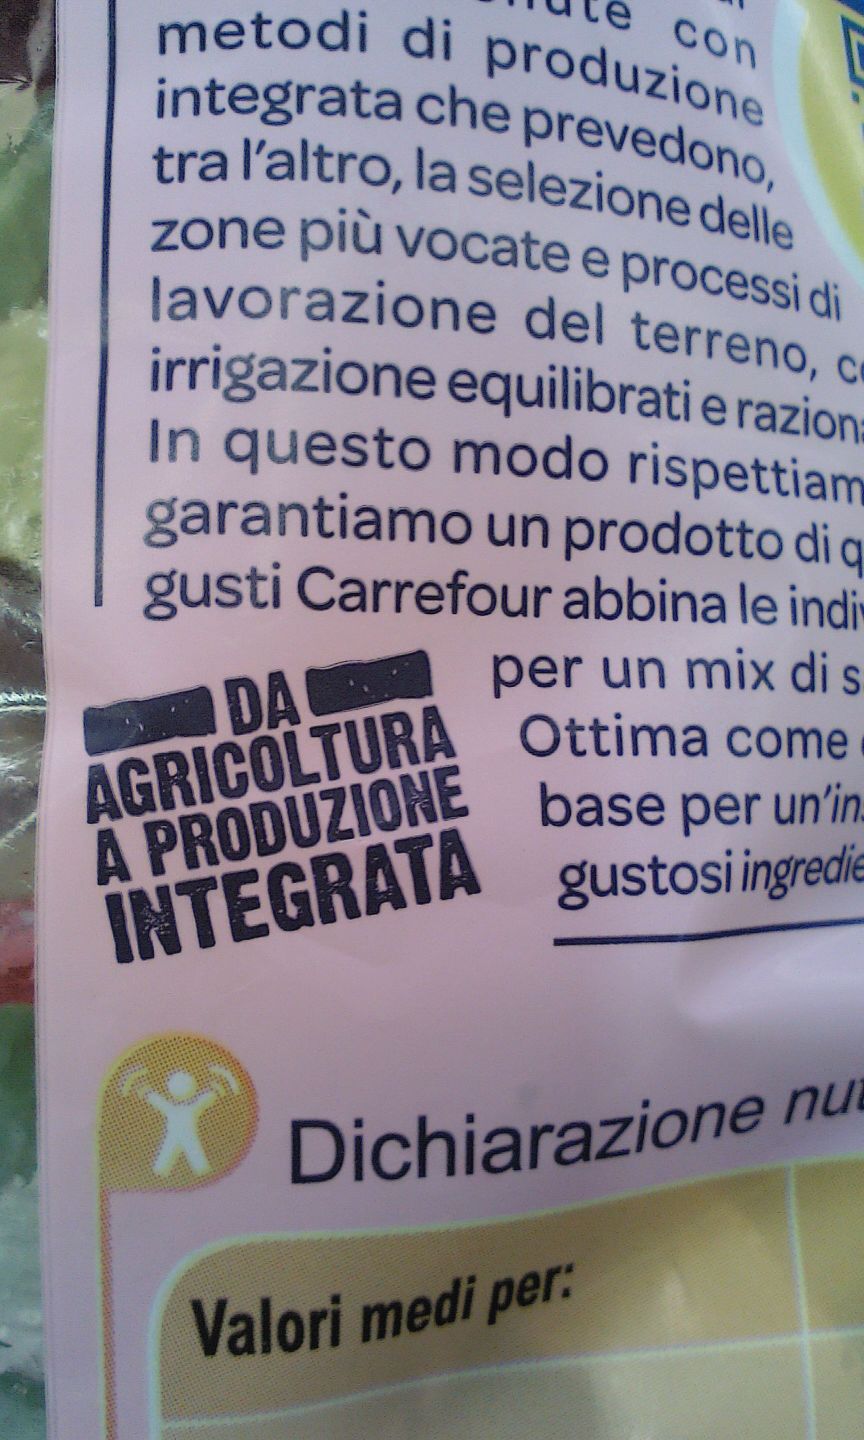 con
metodi di produzione
integrata che prevedono,
tra l'altro, la selezione delle
zone più vocate e processi di
lavorazione del terreno,
irrigazione equilibrati e
In questo modo
garantiamo un prodotto di
gusti Carrefour abbina le
per un mix di
Ottima come
base per
gustosi
DA
AGRICOLTURA
A PRODUZIONE
INTEGRATA
Dichiarazione
Valori medi per: